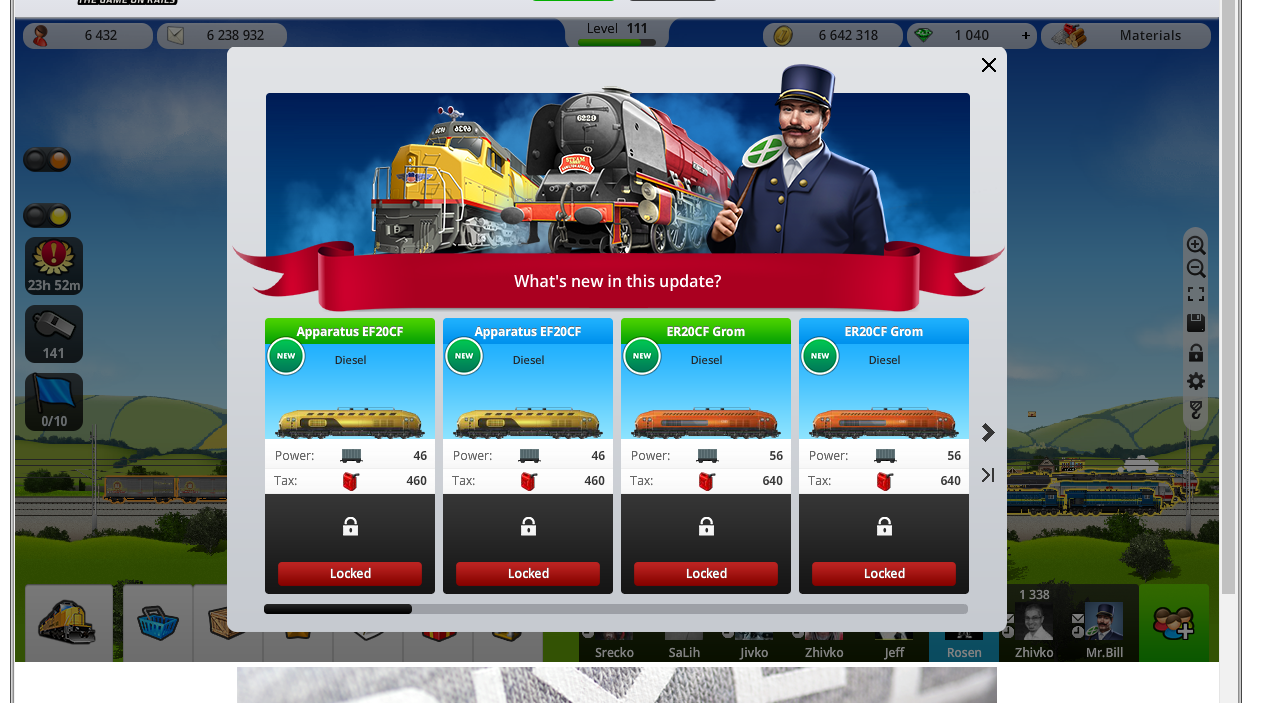 THE GAME ON RAILS
6 432
6 238 932
Level 111
6 642 318
1 040 +
Materials
6229
STEAM
23h 52m
141
0/10
What's new in this update?
Apparatus EF20CF
NEW
Diesel
Power: 46
Tax: 460
Locked
Apparatus EF20CF
NEW
Diesel
Power: 46
Tax: 460
Locked
ER20CF Grom
NEW
Diesel
Power: 56
Tax: 640
Locked
ER20CF Grom
NEW
Diesel
Power: 56
Tax: 640
Locked
1 338
Srecko
SaLih
Jivko
Zhivko
Jeff
Rosen
Zhivko
Mr.Bill